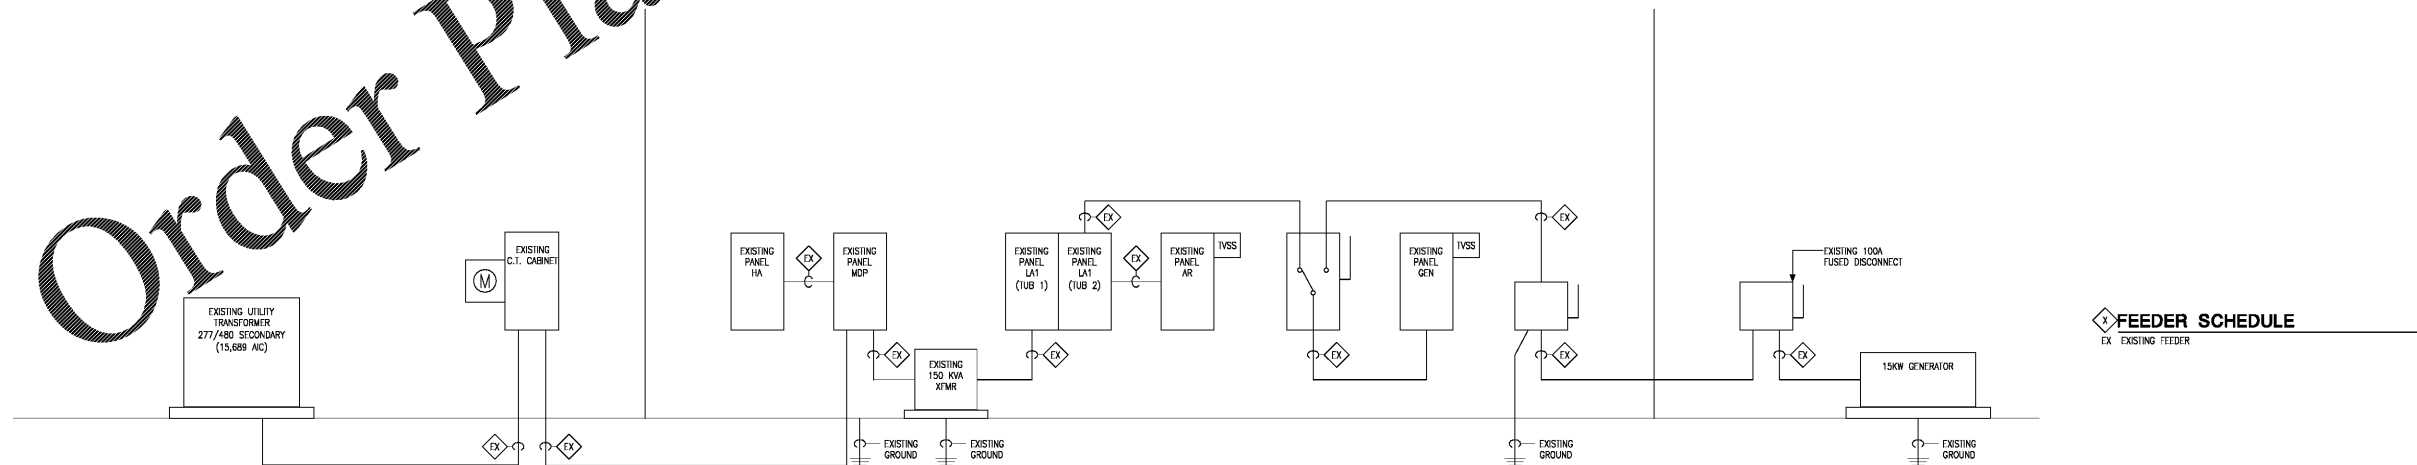 Order Pla
EX
EX
EXISTING
C.T. CABINET
EXISTING
PANEL
HA
EX
EXISTING
PANEL
MDP
EXISTING
PANEL
LA1
(TUB 1)
EXISTING
PANEL
LA1
(TUB 2)
EX
EXISTING
PANEL
AR
TVSS
EXISTING
PANEL
GEN
TVSS
EXISTING 100A
FUSED DISCONNECT
M
EXISTING UTILITY
TRANSFORMER
277/480 SECONDARY
(15,689 AIC)
X
FEEDER SCHEDULE
EX EXISTING FEEDER
EX
EXISTING
150 KVA
XFMR
EX
EX
EX
EX
15KW GENERATOR
EX
EX
EXISTING
GROUND
EXISTING
GROUND
EXISTING
GROUND
EXISTING
GROUND